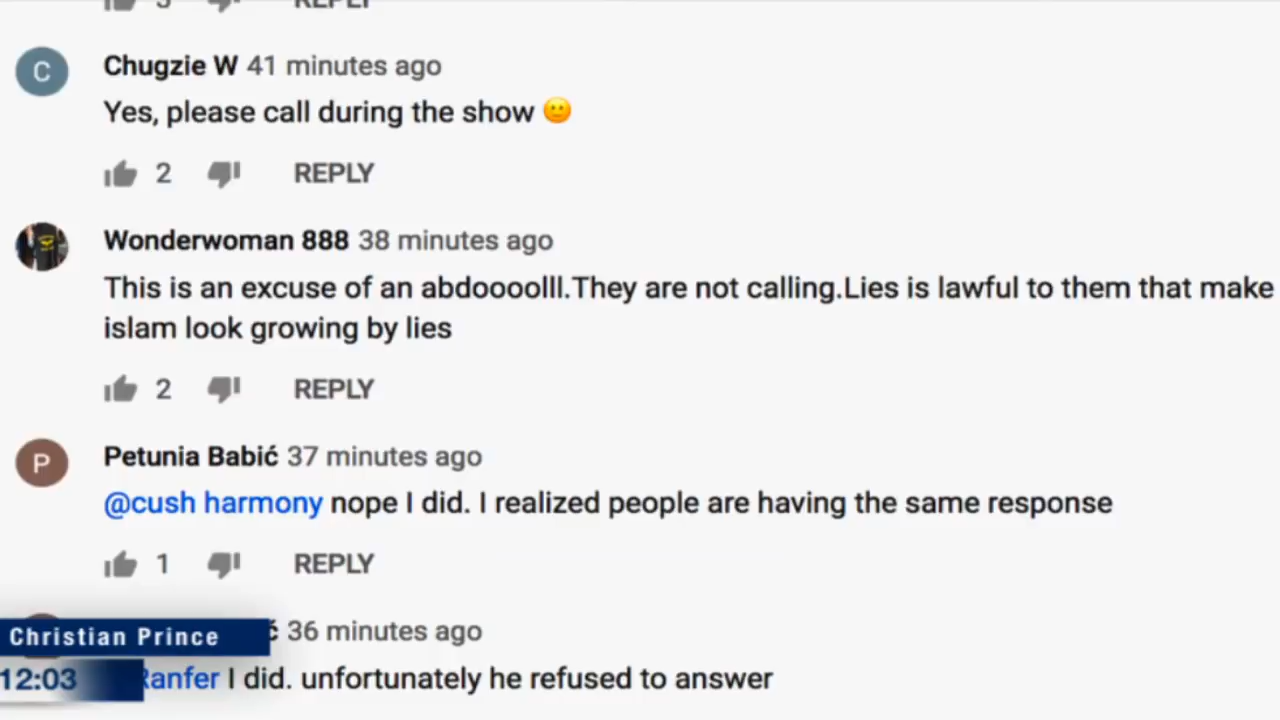 3 REPLY
C Chugzie W 41 minutes ago
Yes, please call during the show
2 REPLY
Wonderwoman 888 38 minutes ago
This is an excuse of an abdoooolll.They are not calling.Lies is lawful to them that make
islam look growing by lies
2 REPLY
P Petunia Babić 37 minutes ago
@cush harmony nope I did. I realized people are having the same response
1 REPLY
Christian Prince ć 36 minutes ago
12:03 Ranfer I did. unfortunately he refused to answer